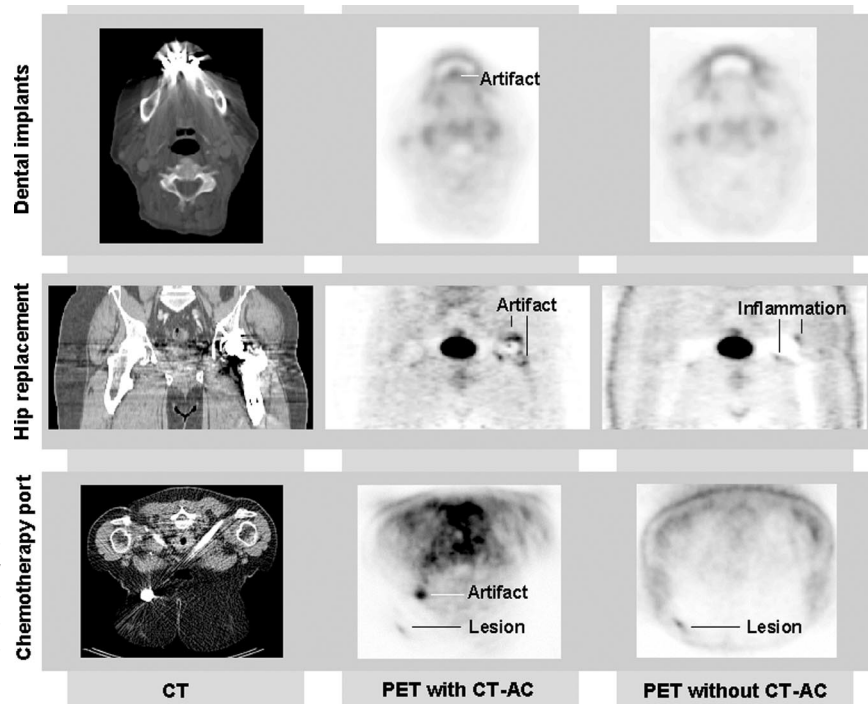 Dental implants
Artifact
Hip replacement
Artifact
Inflammation
Chemotherapy port
Artifact
Lesion
Lesion
CT
PET with CT-AC
PET without CT-AC